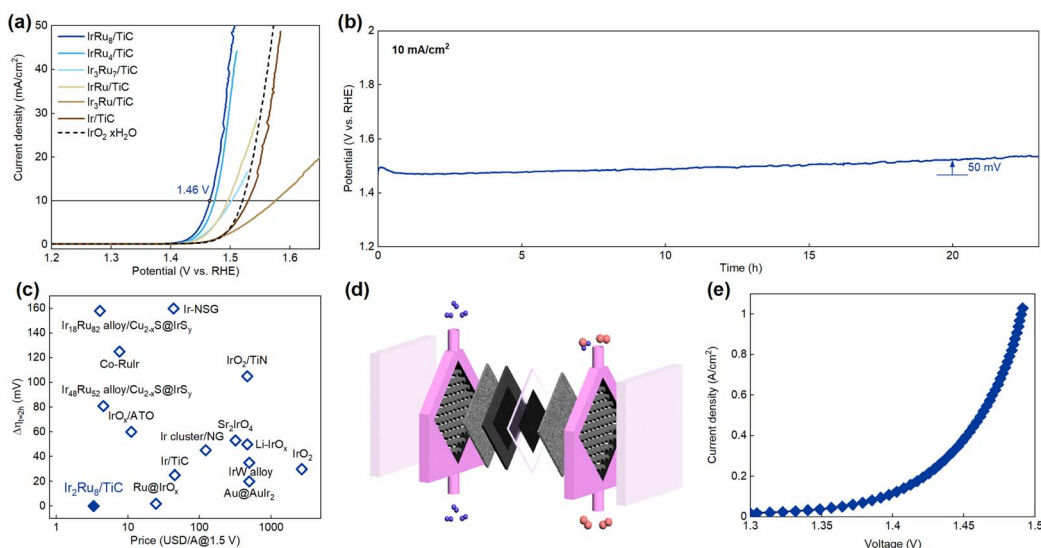 (a)
50
40
30
20
10
0
Current density (mA/cm²)
IrRu₈/TiC
IrRu₄/TiC
Ir₃Ru₇/TiC
IrRu/TiC
Ir₃Ru/TiC
Ir/TiC
IrO₂ xH₂O
1.46 V
1.2 1.3 1.4 1.5 1.6
Potential (V vs. RHE)
(b)
2
1.8
1.6
1.4
1.2
Potential (V vs. RHE)
10 mA/cm²
50 mV
0 5 10 15 20
Time (h)
(c)
160
140
120
100
80
60
40
20
0
Δηₜ₌₂ₕ (mV)
Ir-NSG
Ir₁₈Ru₈₂ alloy/Cu₂₋ₓS@IrSᵧ
Co-RuIr
IrO₂/TiN
Ir₄₈Ru₅₂ alloy/Cu₂₋ₓS@IrSᵧ
IrOₓ/ATO
Sr₂IrO₄
Ir cluster/NG
Li-IrOₓ
IrO₂
Ir/TiC
IrW alloy
Ru@IrOₓ
Au@AuIr₂
Ir₂Ru₈/TiC
1 10 100 1000
Price (USD/A@1.5 V)
(d)
(e)
1
0.8
0.6
0.4
0.2
0
Current density (A/cm²)
1.3 1.35 1.4 1.45 1.5
Voltage (V)